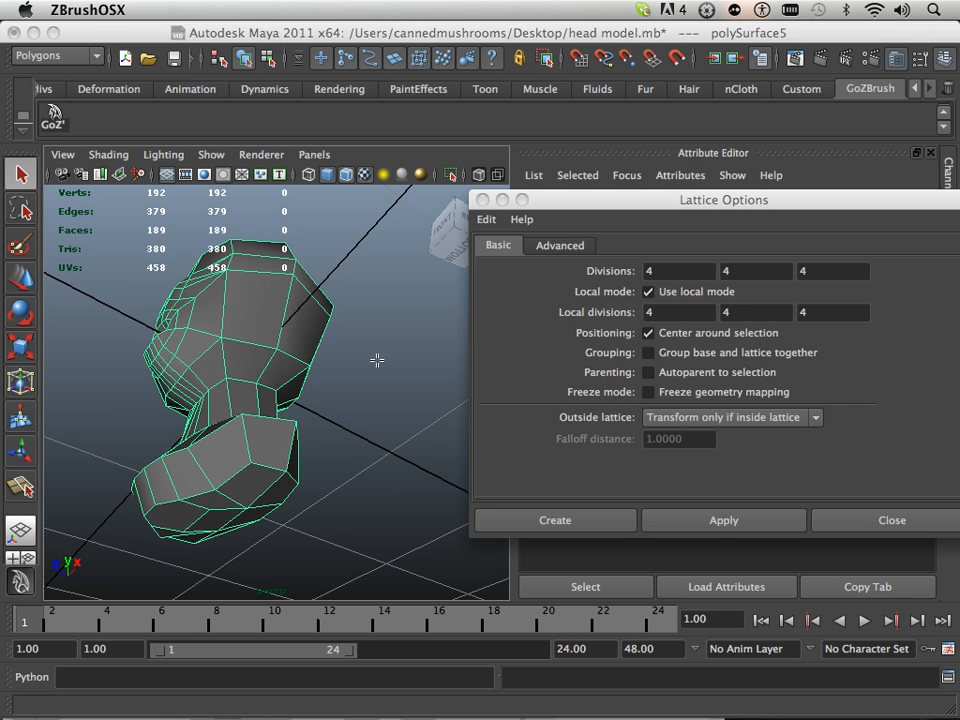 ZBrushOSX
4
Autodesk Maya 2011 x64: /Users/cannedmushrooms/Desktop/head model.mb* --- polySurface5
Polygons
ivs Deformation Animation Rendering Dynamics PaintEffects Toon Muscle Fluids Fur Hair nCloth Custom GoZBrush
GoZ'
View Shading Lighting Show Renderer Panels
Attribute Editor
List Selected Focus Attributes Show Help
Chann
Verts: 192 192 0
Edges: 379 379 0
Faces: 189 189 0
Tris: 380 380 0
UVs: 458 458 0
BOTTOM
Lattice Options
Edit Help
Basic Advanced
Divisions: 4 4 4
Local mode: Use local mode
Local divisions: 4 4 4
Positioning: Center around selection
Grouping: Group base and lattice together
Parenting: Autoparent to selection
Freeze mode: Freeze geometry mapping
Outside lattice: Transform only if inside lattice
Falloff distance: 1.0000
Create Apply Close
Select Load Attributes Copy Tab
z y x
1 2 4 6 8 10 12 14 16 18 20 22 24 1.00
1.00 1.00 1 24 24.00 48.00 No Anim Layer No Character Set
Python